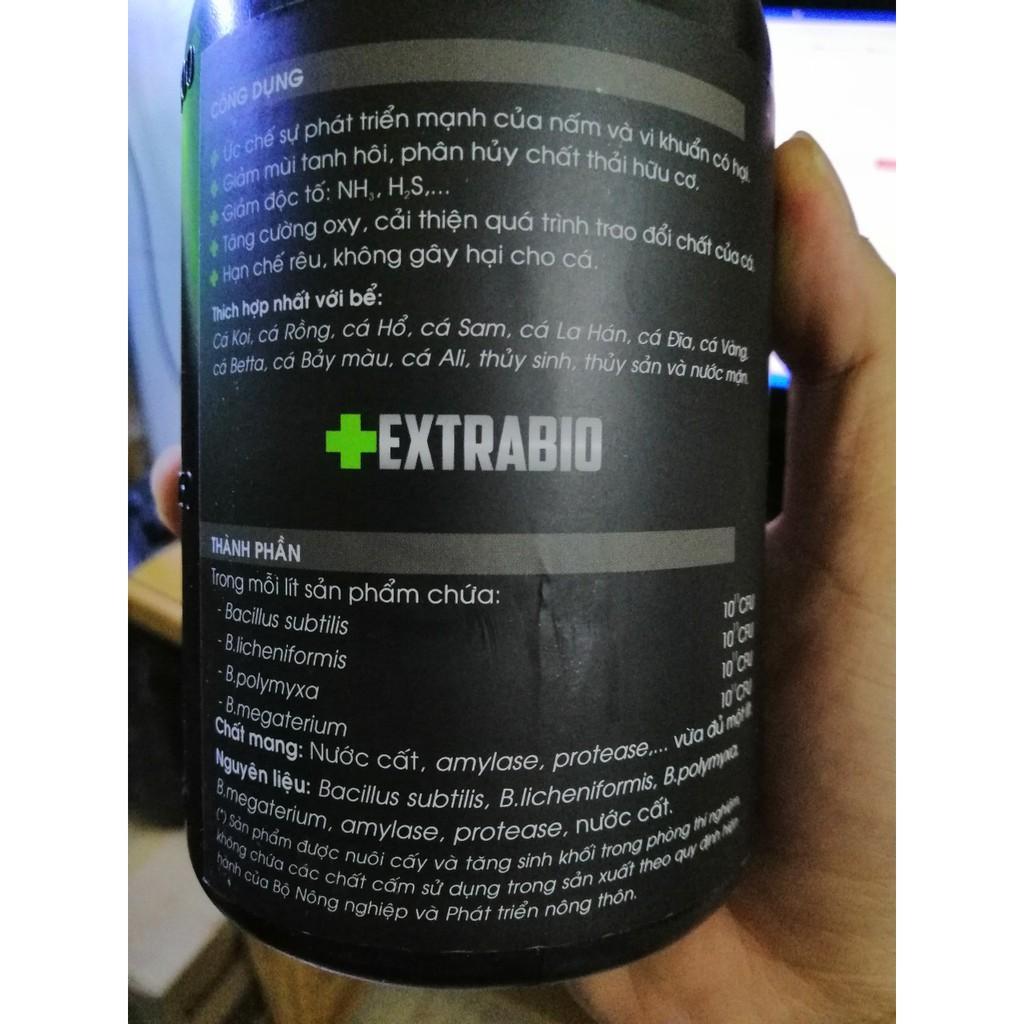 CÔNG DỤNG
Ức chế sự phát triển mạnh của nấm và vi khuẩn có hại.
Giảm mùi tanh hôi, phân hủy chất thải hữu cơ.
Giảm độc tố: NH₃, H₂S,...
Tăng cường oxy, cải thiện quá trình trao đổi chất của cá.
Hạn chế rêu, không gây hại cho cá.
Thích hợp nhất với bể:
Cá Koi, cá Rồng, cá Hổ, cá Sam, cá La Hán, cá Đĩa, cá Vàng,
cá Betta, cá Bảy màu, cá Ali, thủy sinh, thủy sản và nước mặn.
EXTRABIO
THÀNH PHẦN
Trong mỗi lít sản phẩm chứa:
- Bacillus subtilis 10¹¹CFU
- B.licheniformis 10¹¹CFU
- B.polymyxa 10¹¹CFU
- B.megaterium 10¹¹CFU
Chất mang: Nước cất, amylase, protease,... vừa đủ một lít.
Nguyên liệu: Bacillus subtilis, B.licheniformis, B.polymyxa,
B.megaterium, amylase, protease, nước cất.
(*) Sản phẩm được nuôi cấy và tăng sinh khối trong phòng thí nghiệm,
không chứa các chất cấm sử dụng trong sản xuất theo quy định hiện
hành của Bộ Nông nghiệp và Phát triển nông thôn.